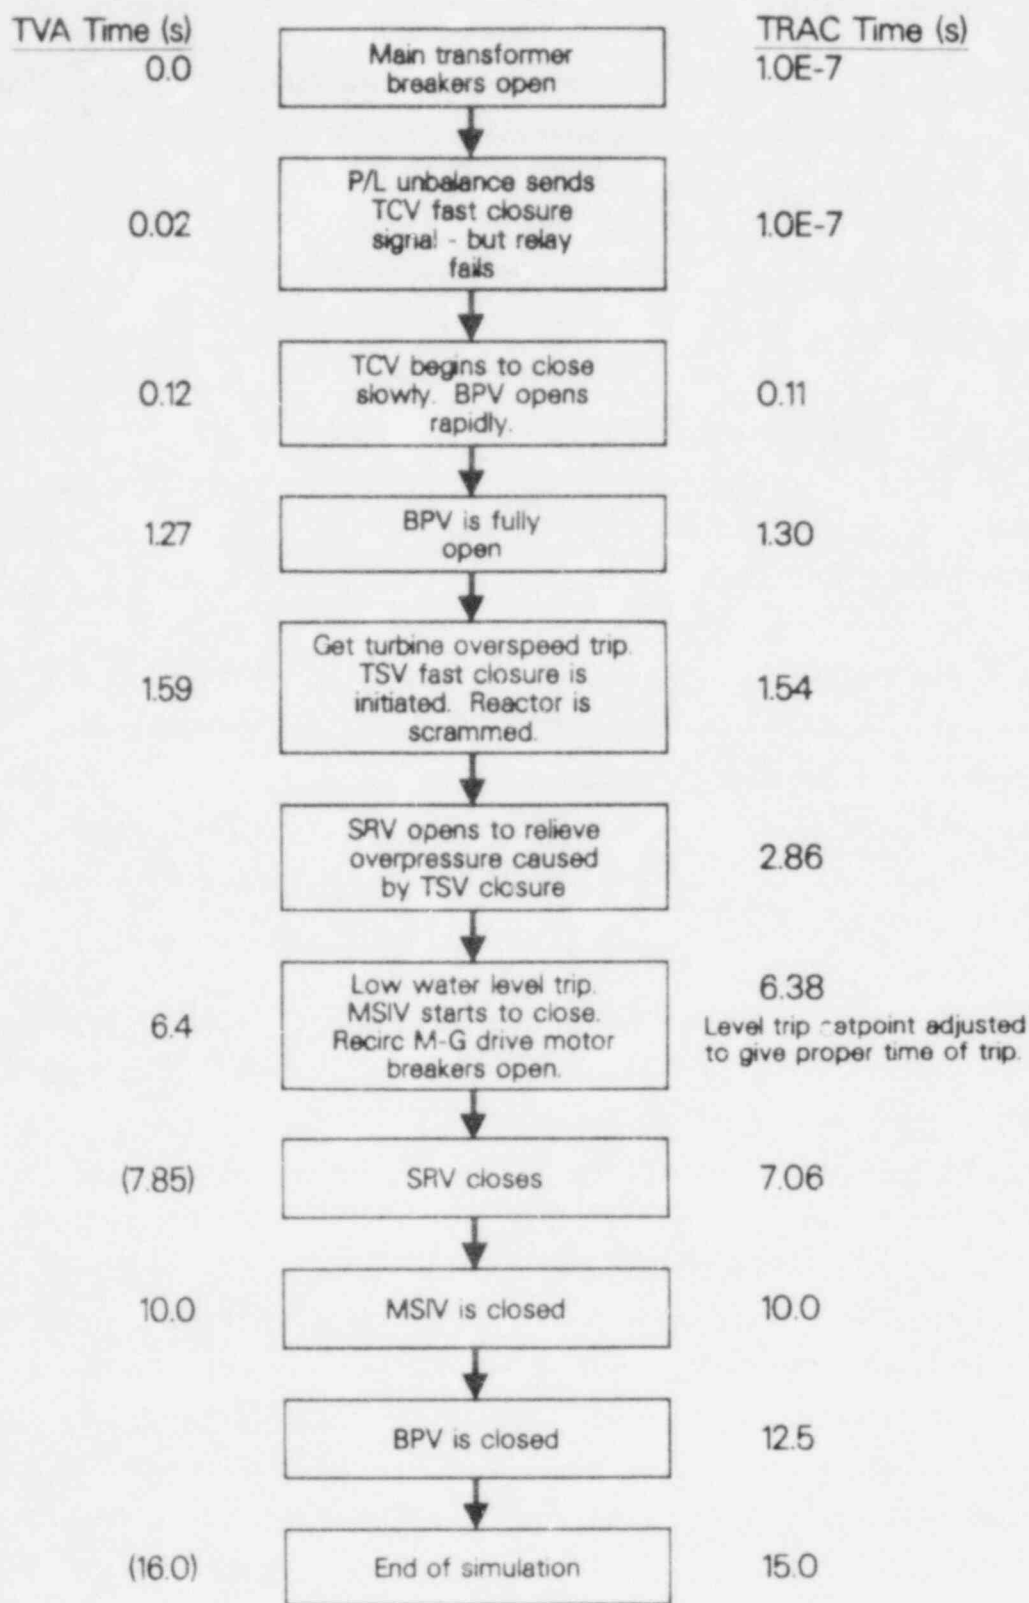 TVA Time (s)
TRAC Time (s)
0.0
Main transformer
breakers open
1.0E-7
0.02
P/L unbalance sends
TCV fast closure
signal - but relay
fails
1.0E-7
0.12
TCV begins to close
slowly. BPV opens
rapidly.
0.11
1.27
BPV is fully
open
1.30
1.59
Get turbine overspeed trip.
TSV fast closure is
initiated. Reactor is
scrammed.
1.54
SRV opens to relieve
overpressure caused
by TSV closure
2.86
6.4
Low water level trip.
MSIV starts to close.
Recirc M-G drive motor
breakers open.
6.38
Level trip setpoint adjusted
to give proper time of trip.
(7.85)
SRV closes
7.06
10.0
MSIV is closed
10.0
BPV is closed
12.5
(16.0)
End of simulation
15.0